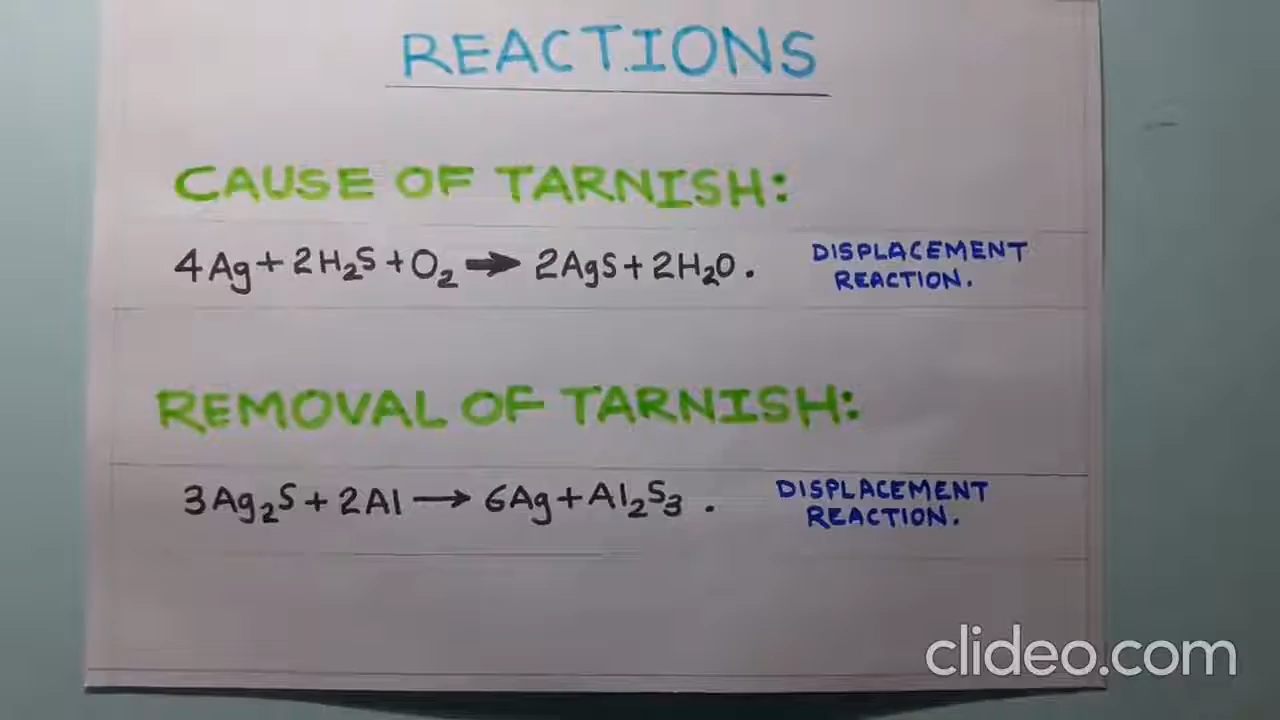 REACTIONS
CAUSE OF TARNISH:
4Ag + 2H₂S + O₂ → 2AgS + 2H₂O.
DISPLACEMENT
REACTION.
REMOVAL OF TARNISH:
3Ag₂S + 2Al → 6Ag + Al₂S₃.
DISPLACEMENT
REACTION.
clideo.com